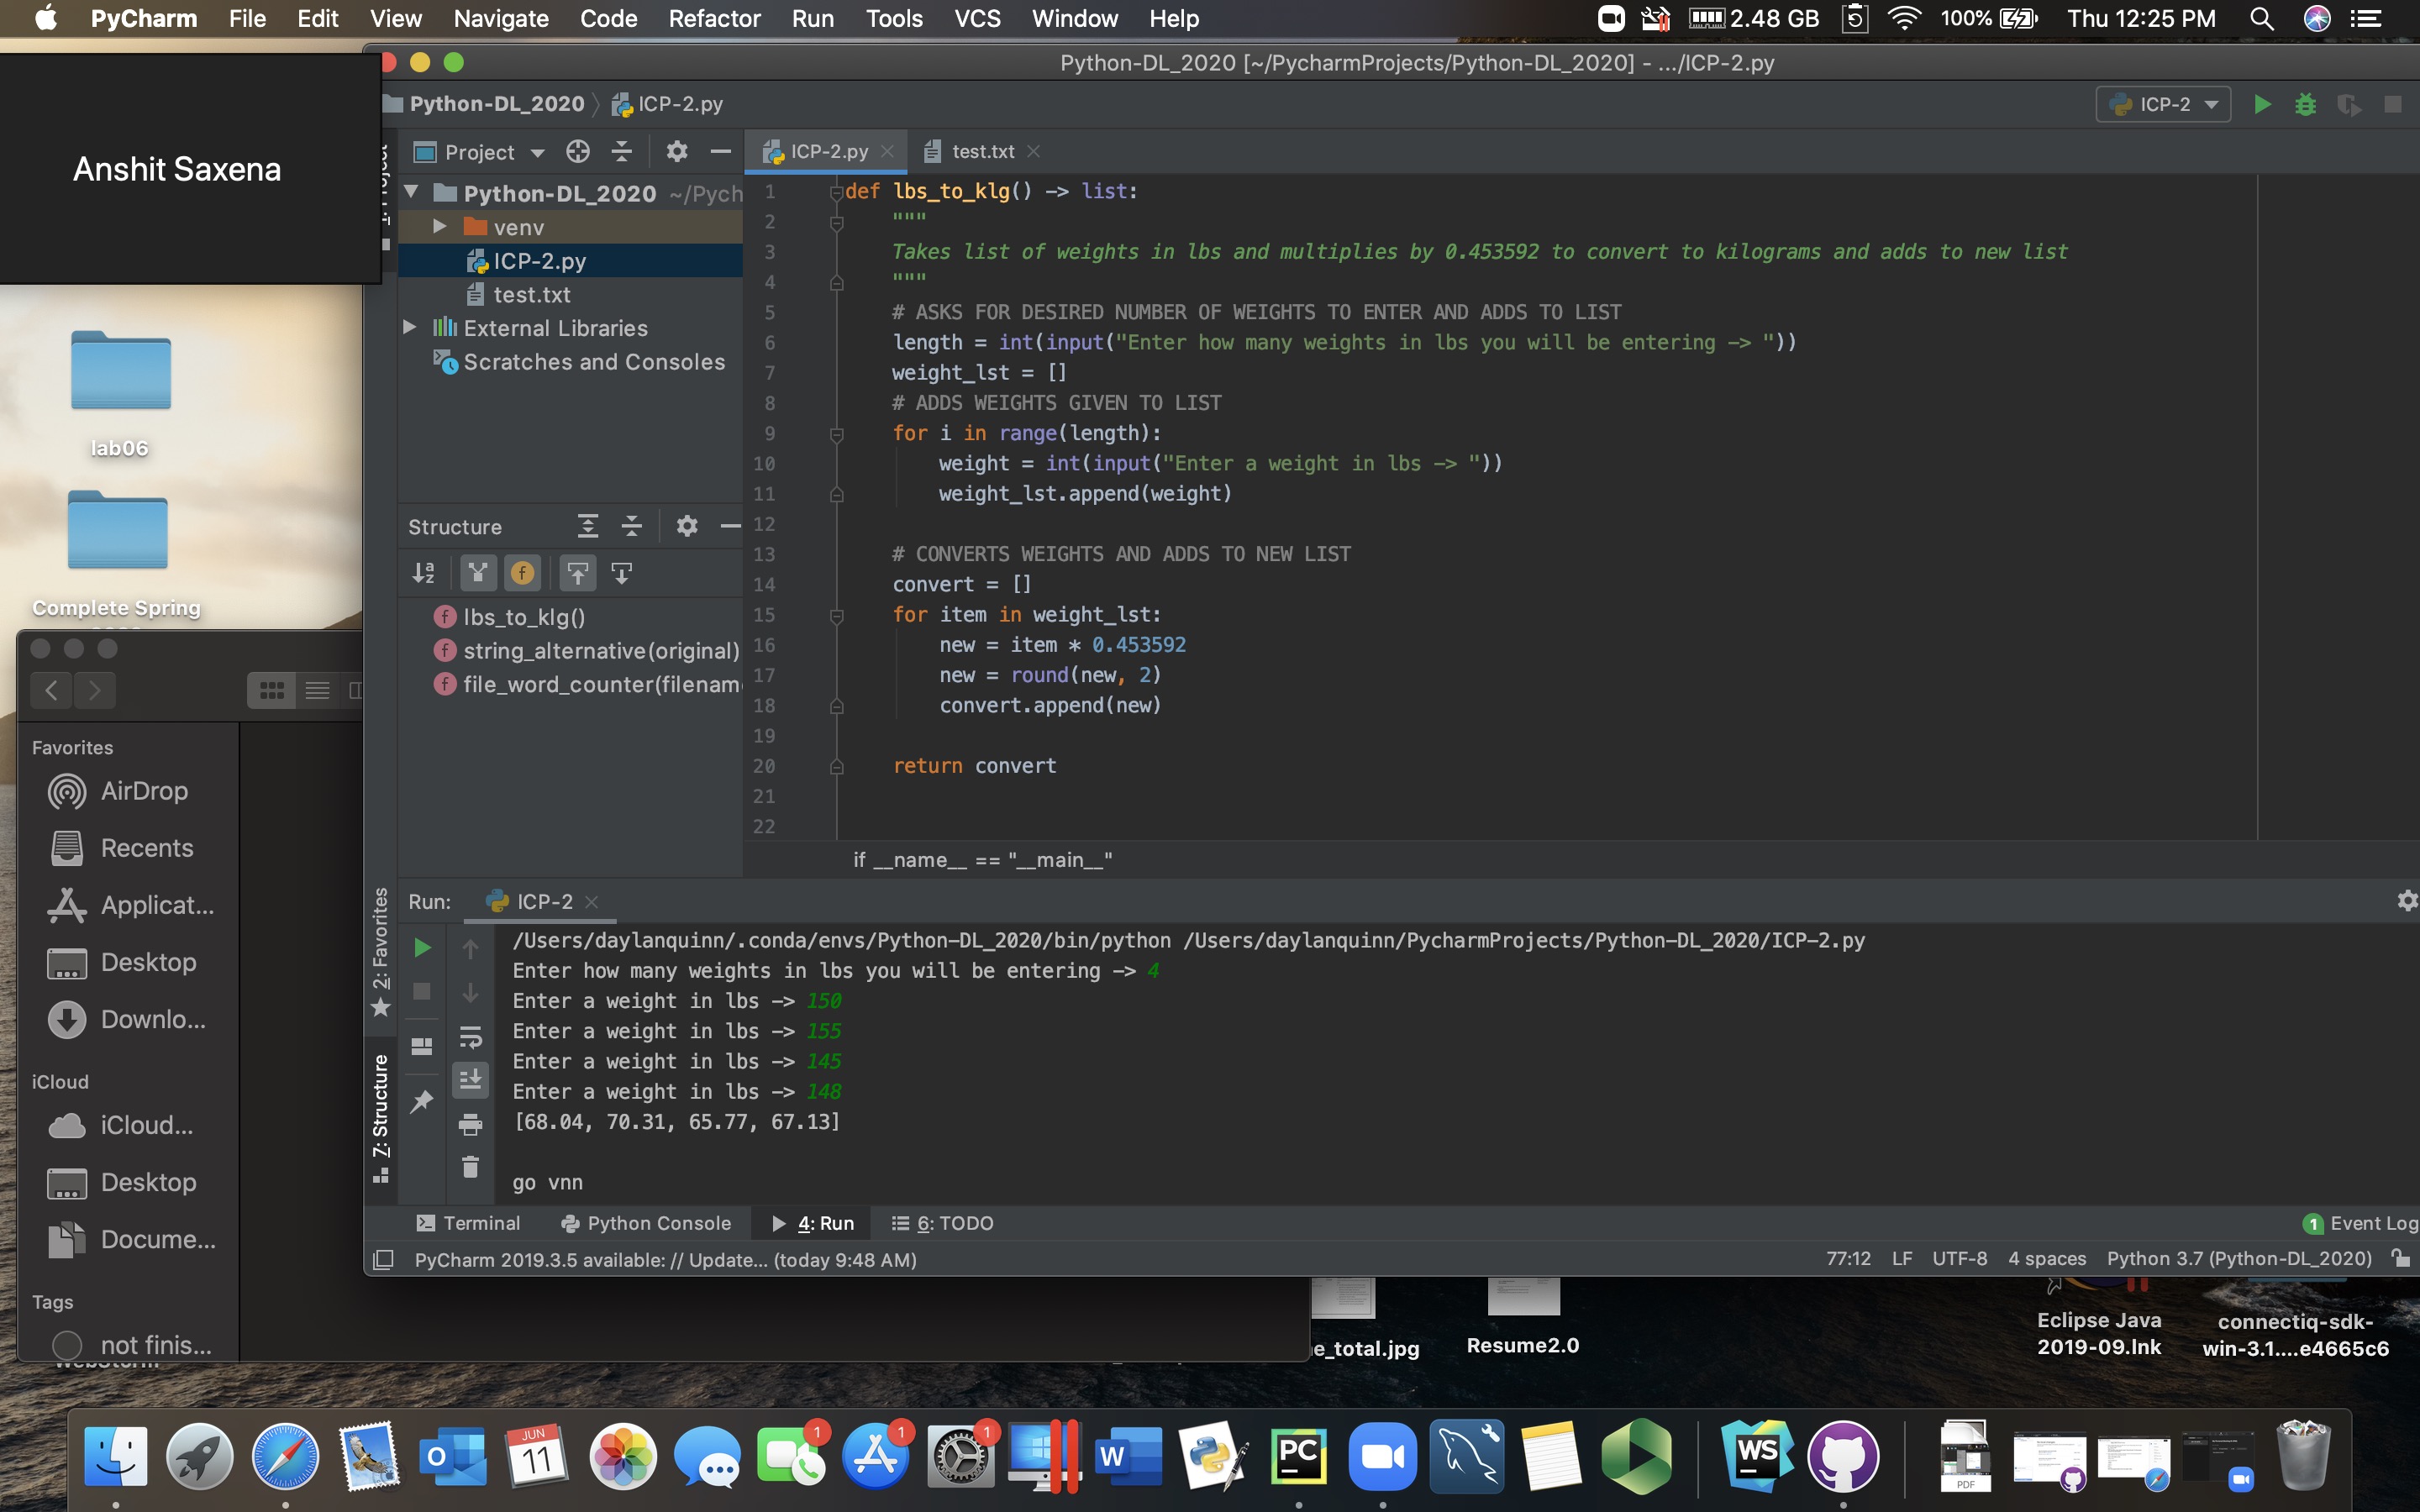 PyCharm File Edit View Navigate Code Refactor Run Tools VCS Window Help 2.48 GB 100% Thu 12:25 PM
Python-DL_2020 [~/PycharmProjects/Python-DL_2020] - .../ICP-2.py
Anshit Saxena
Python-DL_2020 ICP-2.py ICP-2
Project
ICP-2.py test.txt
Python-DL_2020 ~/Pych
venv
ICP-2.py
test.txt
External Libraries
Scratches and Consoles
1 def lbs_to_klg() -> list:
2 """
3 Takes list of weights in lbs and multiplies by 0.453592 to convert to kilograms and adds to new list
4 """
5 # ASKS FOR DESIRED NUMBER OF WEIGHTS TO ENTER AND ADDS TO LIST
6 length = int(input("Enter how many weights in lbs you will be entering -> "))
7 weight_lst = []
8 # ADDS WEIGHTS GIVEN TO LIST
9 for i in range(length):
10 weight = int(input("Enter a weight in lbs -> "))
11 weight_lst.append(weight)
12
13 # CONVERTS WEIGHTS AND ADDS TO NEW LIST
14 convert = []
15 for item in weight_lst:
16 new = item * 0.453592
17 new = round(new, 2)
18 convert.append(new)
19
20 return convert
21
22
if __name__ == "__main__"
Structure
lbs_to_klg()
string_alternative(original)
file_word_counter(filenam
lab06
Complete Spring
Favorites
AirDrop
Recents
Applicat...
Desktop
Downlo...
iCloud
iCloud...
Desktop
Docume...
Tags
not finis...
2: Favorites
7: Structure
Run: ICP-2
/Users/daylanquinn/.conda/envs/Python-DL_2020/bin/python /Users/daylanquinn/PycharmProjects/Python-DL_2020/ICP-2.py
Enter how many weights in lbs you will be entering -> 4
Enter a weight in lbs -> 150
Enter a weight in lbs -> 155
Enter a weight in lbs -> 145
Enter a weight in lbs -> 148
[68.04, 70.31, 65.77, 67.13]
go vnn
Terminal Python Console 4: Run 6: TODO 1 Event Log
PyCharm 2019.3.5 available: // Update... (today 9:48 AM) 77:12 LF UTF-8 4 spaces Python 3.7 (Python-DL_2020)
e_total.jpg
Resume2.0
Eclipse Java
2019-09.lnk
connectiq-sdk-
win-3.1....e4665c6
JUN
11
1
1
1
O
W
PC
WS
PDF